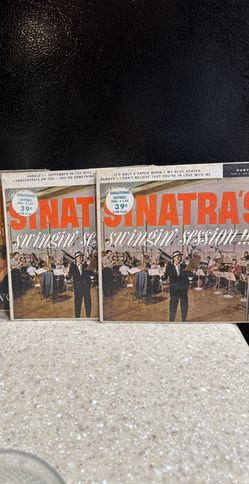 SHOULD I • SEPTEMBER IN THE RAIN
I CONCENTRATE ON YOU • YOU DO SOMETHING
SENSATIONAL
SAVINGS
39¢
SINATR
swingin' se
IT'S ONLY A PAPER MOON • MY BLUE HEAVEN
ALWAYS • I CAN'T BELIEVE THAT YOU'RE IN LOVE WITH ME
PART
SENSATIONAL
SAVINGS
39¢
SINATRA'S
swingin' session!!